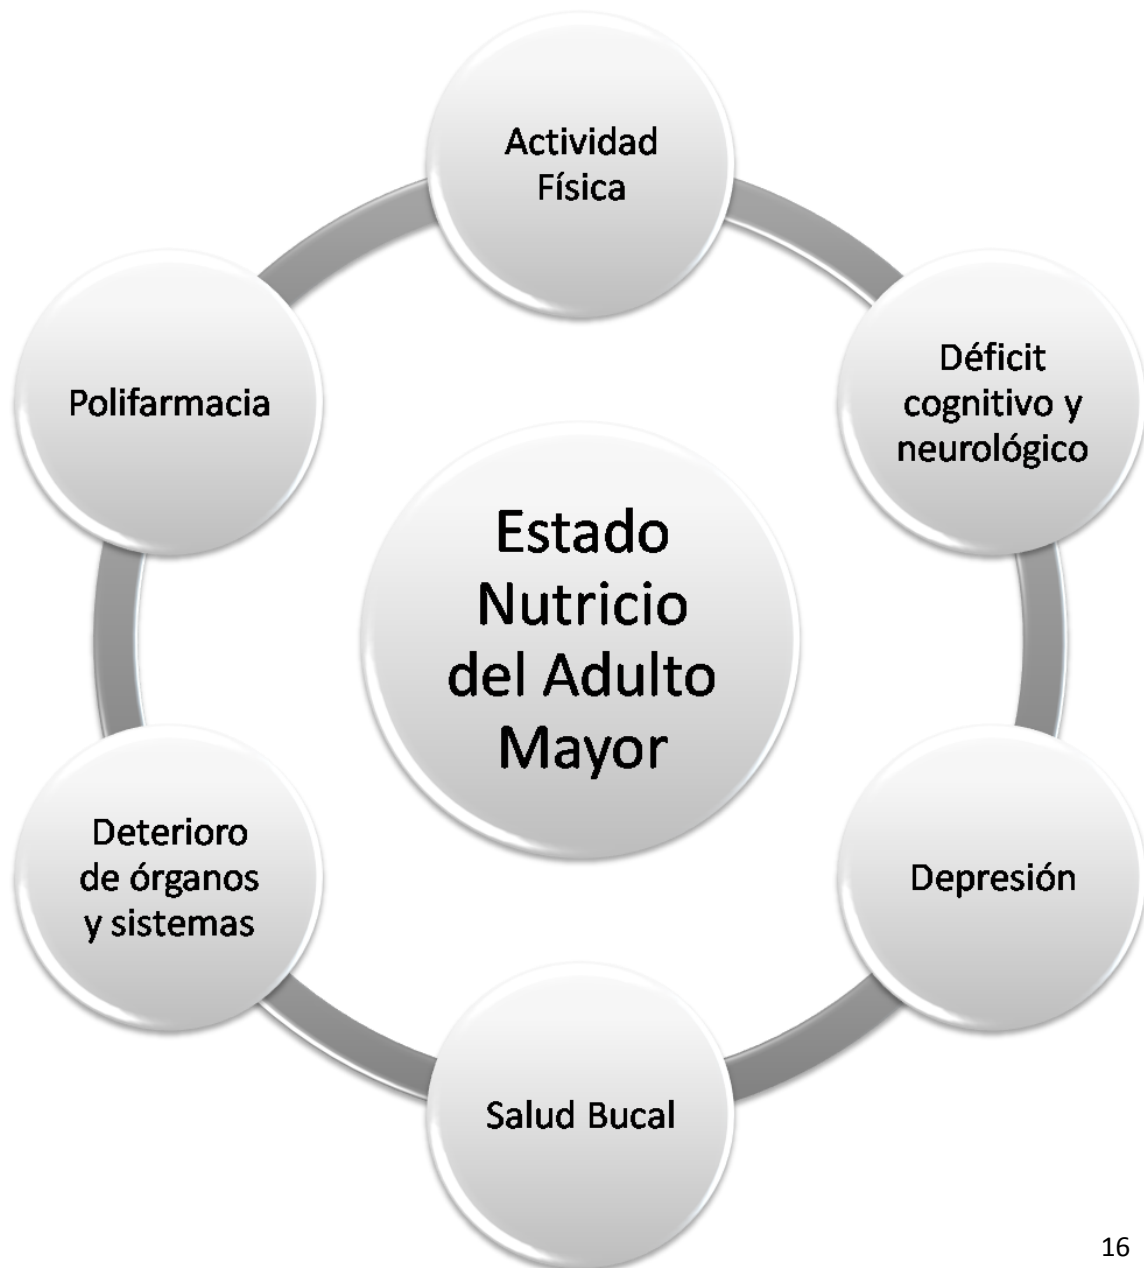 Actividad
Física
Déficit
cognitivo y
neurológico
Polifarmacia
Estado
Nutricio
del Adulto
Mayor
Deterioro
de órganos
y sistemas
Depresión
Salud Bucal
16